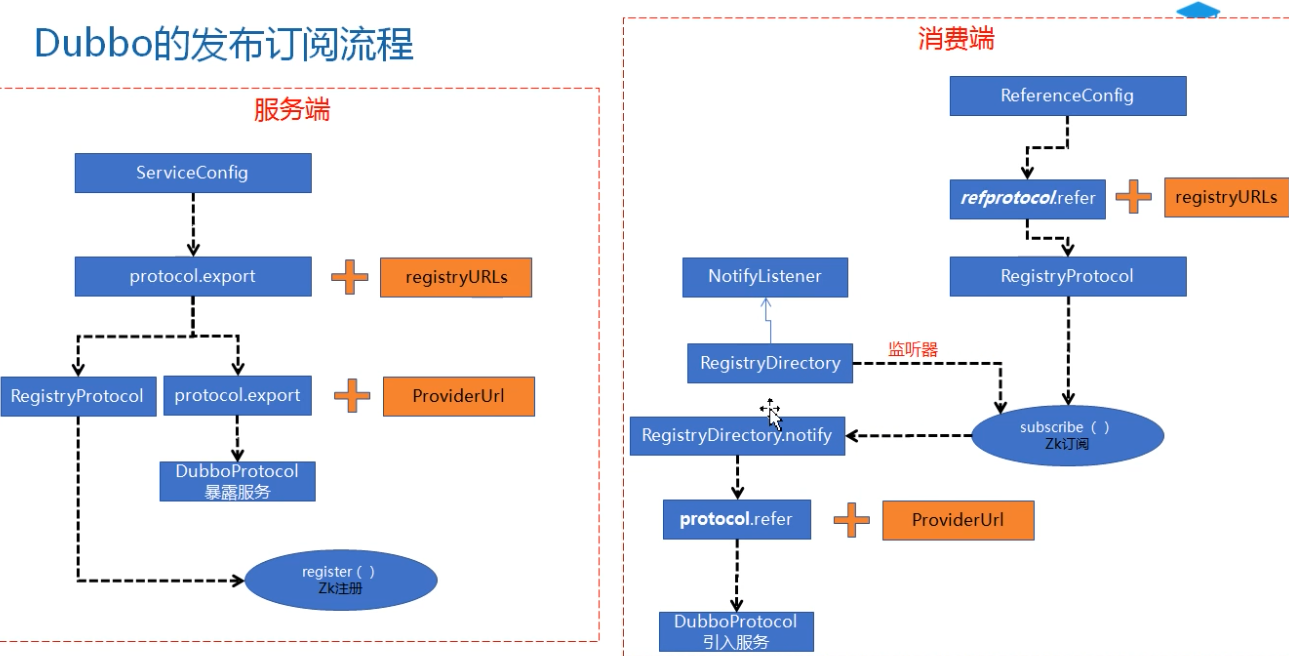 Dubbo的发布订阅流程
服务端
ServiceConfig
protocol.export
registryURLs
RegistryProtocol
protocol.export
ProviderUrl
DubboProtocol
暴露服务
register（ ）
Zk注册
消费端
ReferenceConfig
refprotocol.refer
registryURLs
NotifyListener
RegistryProtocol
RegistryDirectory
监听器
RegistryDirectory.notify
subscribe（ ）
Zk订阅
protocol.refer
ProviderUrl
DubboProtocol
引入服务